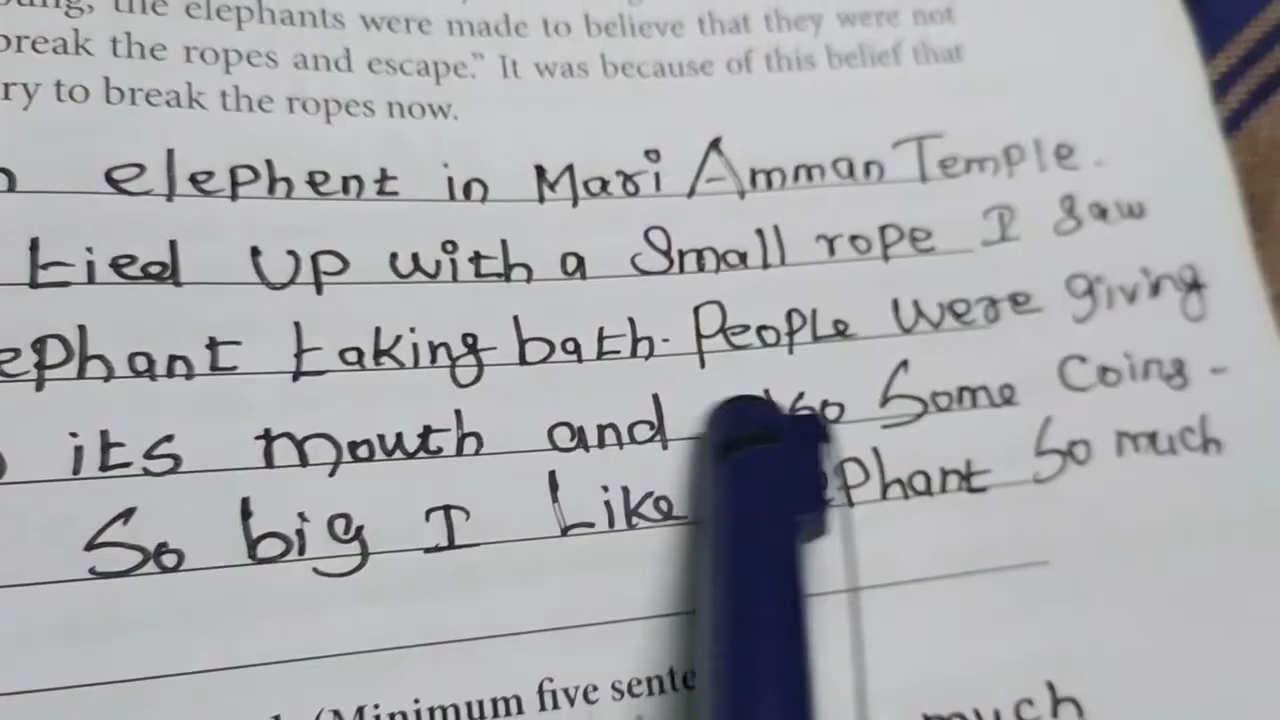 the elephants were made to believe that they were not
break the ropes and escape." It was because of this belief that
ry to break the ropes now.
elephent in Mari Amman Temple.
tied up with a Small rope I saw
ephant taking bath. People were giving
its mouth and also Some Coins-
So big I Like ephant So much
(Minimum five sente
much